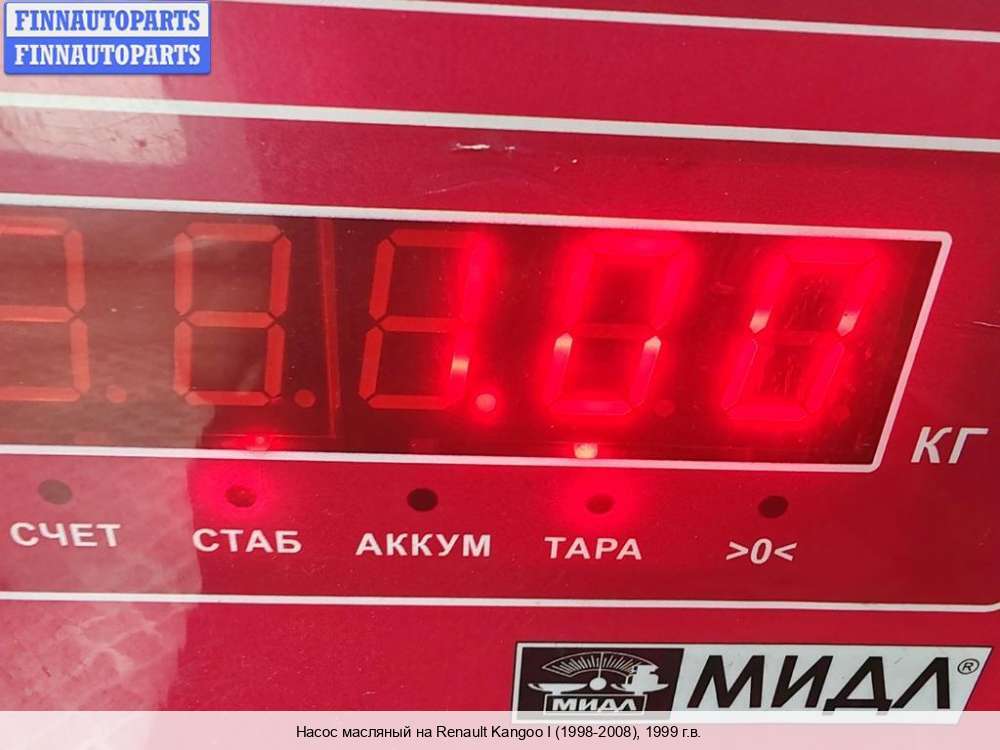 FINNAUTOPARTS
FINNAUTOPARTS
1.00
КГ
СЧЕТ СТАБ АККУМ ТАРА >0<
МИДЛ МИДЛ®
Насос масляный на Renault Kangoo I (1998-2008), 1999 г.в.